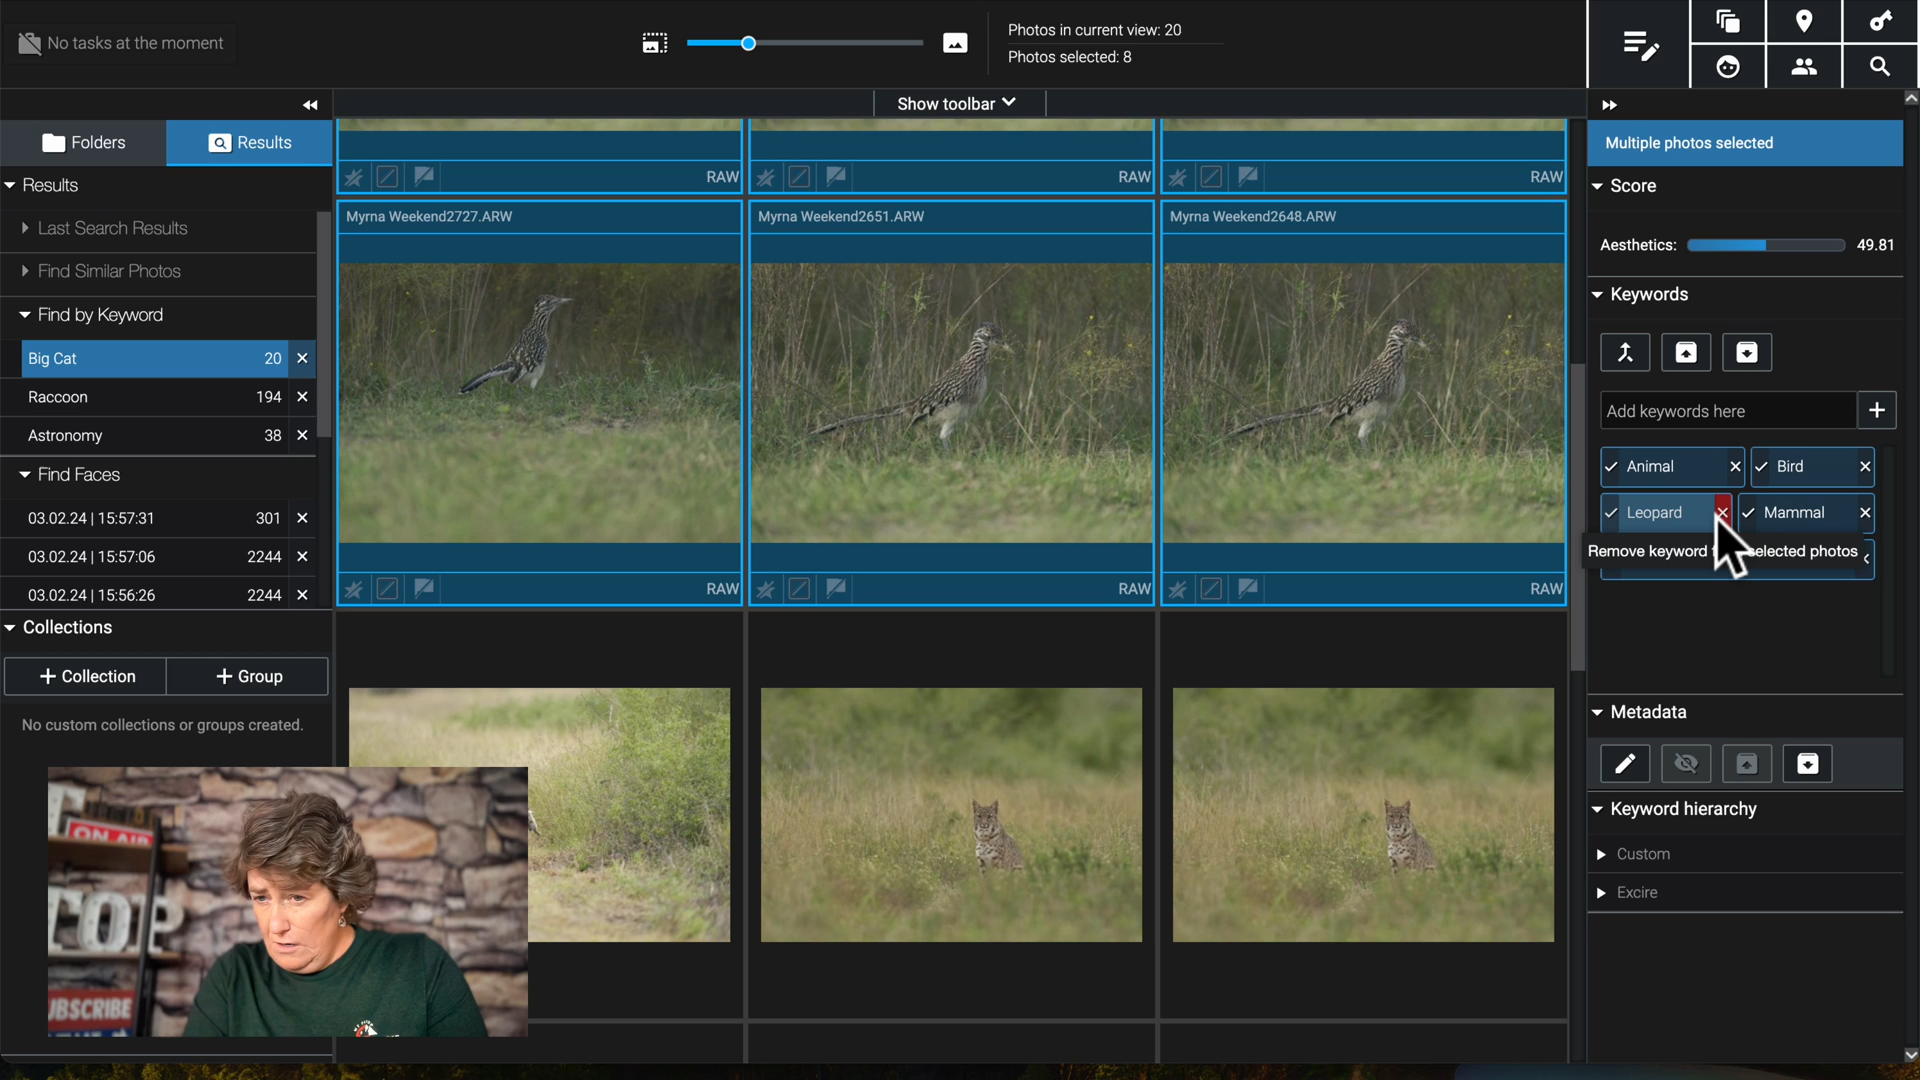 No tasks at the moment
Photos in current view: 20
Photos selected: 8
Show toolbar
Folders
Results
Results
Last Search Results
Find Similar Photos
Find by Keyword
Big Cat 20
Raccoon 194
Astronomy 38
Find Faces
03.02.24 | 15:57:31 301
03.02.24 | 15:57:06 2244
03.02.24 | 15:56:26 2244
Collections
+ Collection
+ Group
No custom collections or groups created.
RAW
RAW
RAW
Myrna Weekend2727.ARW
Myrna Weekend2651.ARW
Myrna Weekend2648.ARW
RAW
RAW
RAW
ON AIR
TOP
UBSCRIBE
Multiple photos selected
Score
Aesthetics: 49.81
Keywords
Add keywords here
Animal
Bird
Leopard
Mammal
Remove keyword selected photos
Metadata
Keyword hierarchy
Custom
Excire